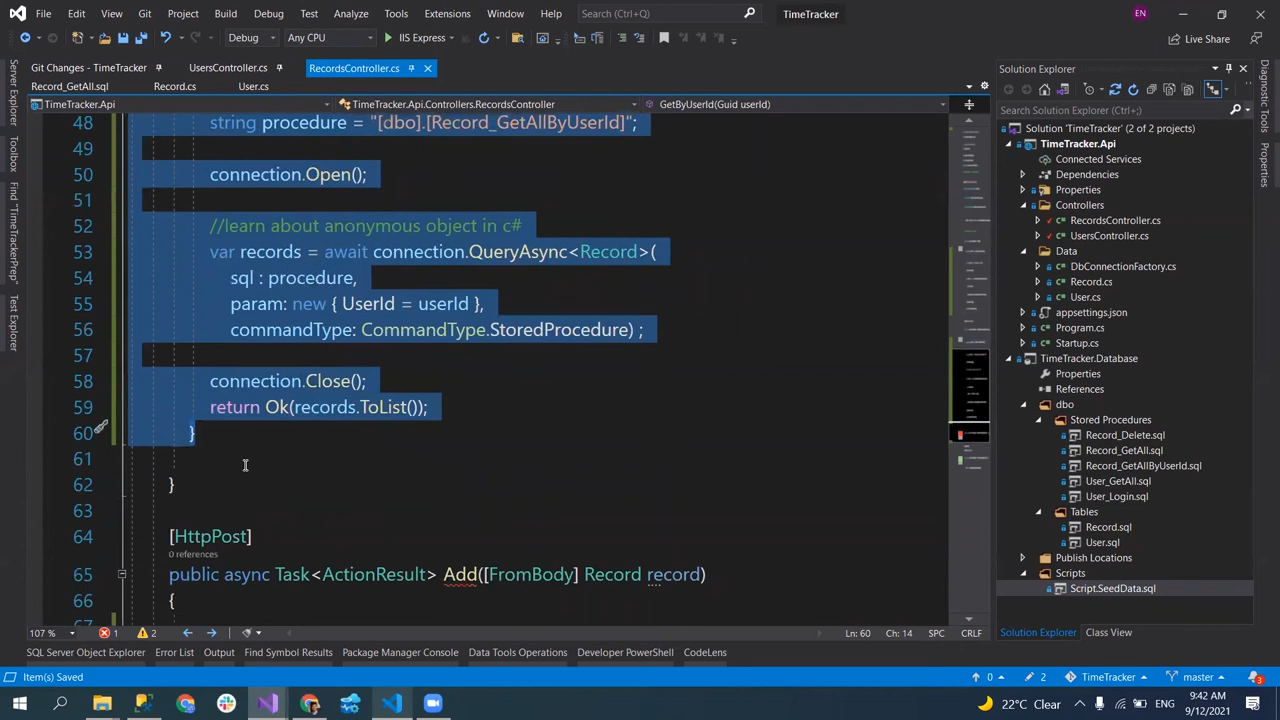 File Edit View Git Project Build Debug Test Analyze Tools Extensions Window Help Search (Ctrl+Q) TimeTracker EN
Debug Any CPU IIS Express Live Share
Git Changes - TimeTracker UsersController.cs RecordsController.cs
Record_GetAll.sql Record.cs User.cs
TimeTracker.Api TimeTracker.Api.Controllers.RecordsController GetByUserId(Guid userId)
48 string procedure = "[dbo].[Record_GetAllByUserId]";
49
50 connection.Open();
51
52 //learn about anonymous object in c#
53 var records = await connection.QueryAsync<Record>(
54 sql : procedure,
55 param: new { UserId = userId },
56 commandType: CommandType.StoredProcedure) ;
57
58 connection.Close();
59 return Ok(records.ToList());
60 }
61
62 }
63
64 [HttpPost]
0 references
65 public async Task<ActionResult> Add([FromBody] Record record)
66 {
107 % 1 2 Ln: 60 Ch: 14 SPC CRLF
Server Explorer
Toolbox
Find "TimeTrackerPrep
Test Explorer
Solution Explorer
Search Solution Explorer (Ctrl+;)
Solution 'TimeTracker' (2 of 2 projects)
TimeTracker.Api
Connected Services
Dependencies
Properties
Controllers
RecordsController.cs
UsersController.cs
Data
DbConnectionFactory.cs
Record.cs
User.cs
appsettings.json
Program.cs
Startup.cs
TimeTracker.Database
Properties
References
dbo
Stored Procedures
Record_Delete.sql
Record_GetAll.sql
Record_GetAllByUserId.sql
User_GetAll.sql
User_Login.sql
Tables
Record.sql
User.sql
Publish Locations
Scripts
Script.SeedData.sql
Solution Explorer Class View
Diagnostic Tools
Properties
SQL Server Object Explorer Error List Output Find Symbol Results Package Manager Console Data Tools Operations Developer PowerShell CodeLens
Item(s) Saved 0 2 TimeTracker master 3
22°C Clear ENG 9:42 AM
9/12/2021